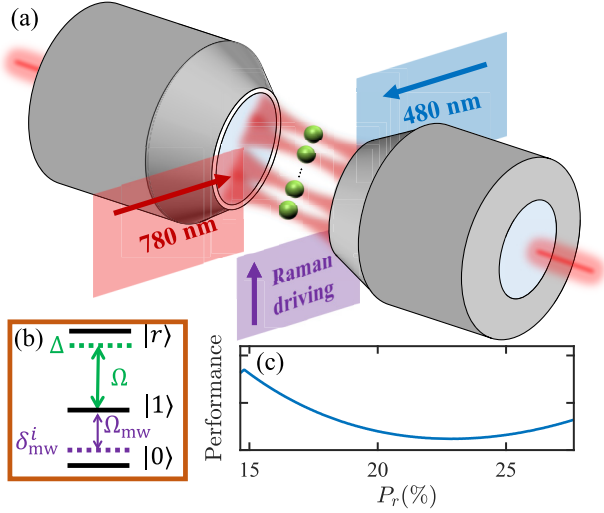 (a)
480 nm
780 nm
Raman
driving
(b)
|r⟩
Δ
Ω
|1⟩
Ω_mw
δ^i_mw
|0⟩
(c)
Performance
15 20 25
P_r(%)